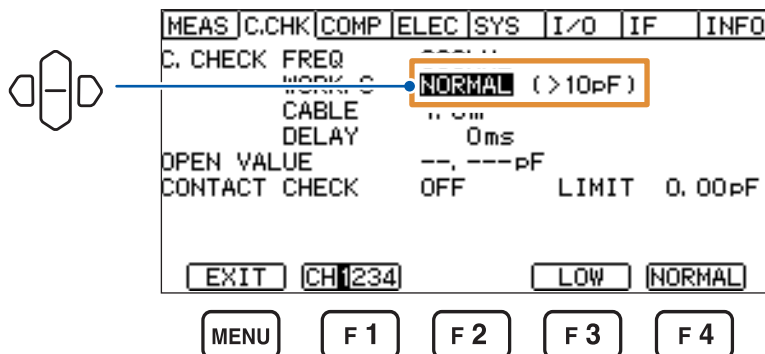 MEAS C.CHK COMP ELEC SYS I/O IF INFO
C. CHECK FREQ
NORMAL (>10pF)
CABLE
DELAY 0ms
OPEN VALUE --.---pF
CONTACT CHECK OFF LIMIT 0.00pF
EXIT CH1234 LOW NORMAL
MENU F1 F2 F3 F4